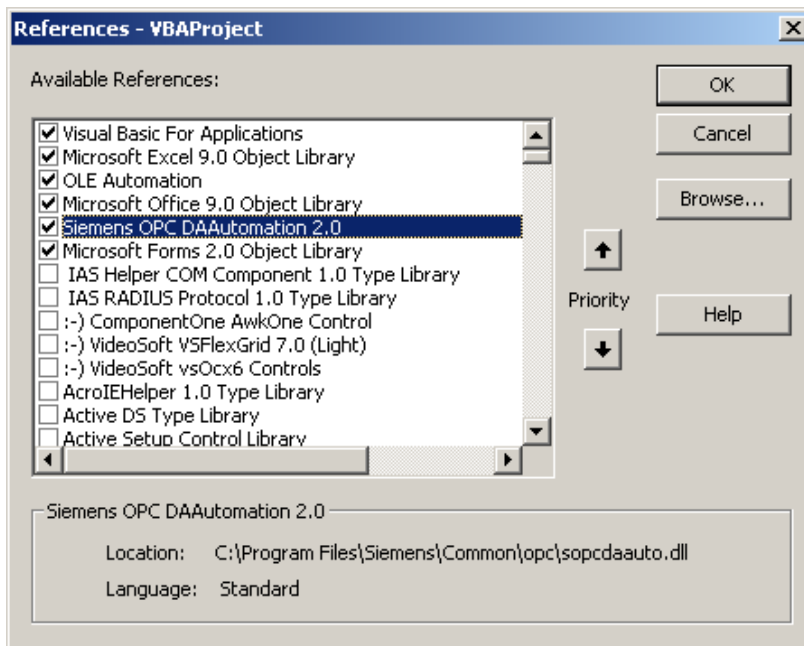 References - VBAProject
Available References:
Visual Basic For Applications
Microsoft Excel 9.0 Object Library
OLE Automation
Microsoft Office 9.0 Object Library
Siemens OPC DAAutomation 2.0
Microsoft Forms 2.0 Object Library
IAS Helper COM Component 1.0 Type Library
IAS RADIUS Protocol 1.0 Type Library
:-) ComponentOne AwkOne Control
:-) VideoSoft VSFlexGrid 7.0 (Light)
:-) VideoSoft vsOcx6 Controls
AcroIEHelper 1.0 Type Library
Active DS Type Library
Active Setup Control Library
Priority
OK
Cancel
Browse...
Help
Siemens OPC DAAutomation 2.0
Location: C:\Program Files\Siemens\Common\opc\sopcdaauto.dll
Language: Standard